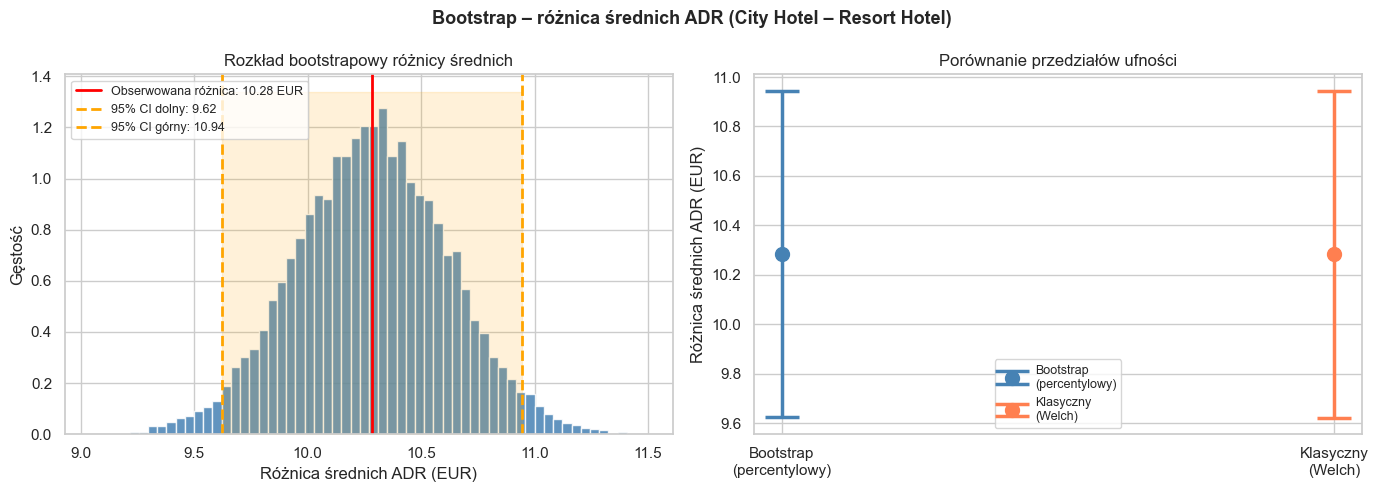 Bootstrap – różnica średnich ADR (City Hotel – Resort Hotel)
Rozkład bootstrapowy różnicy średnich
Obserwowana różnica: 10.28 EUR
95% CI dolny: 9.62
95% CI górny: 10.94
Gęstość
1.4
1.2
1.0
0.8
0.6
0.4
0.2
0.0
9.0 9.5 10.0 10.5 11.0 11.5
Różnica średnich ADR (EUR)
Porównanie przedziałów ufności
Różnica średnich ADR (EUR)
11.0
10.8
10.6
10.4
10.2
10.0
9.8
9.6
Bootstrap
(percentylowy)
Klasyczny
(Welch)
Bootstrap
(percentylowy)
Klasyczny
(Welch)